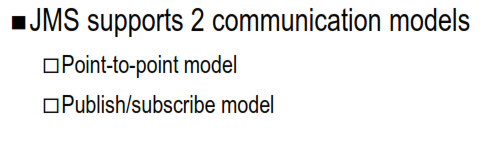 ■JMS supports 2 communication models
□Point-to-point model
□Publish/subscribe model